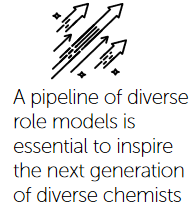 A pipeline of diverse
role models is
essential to inspire
the next generation
of diverse chemists